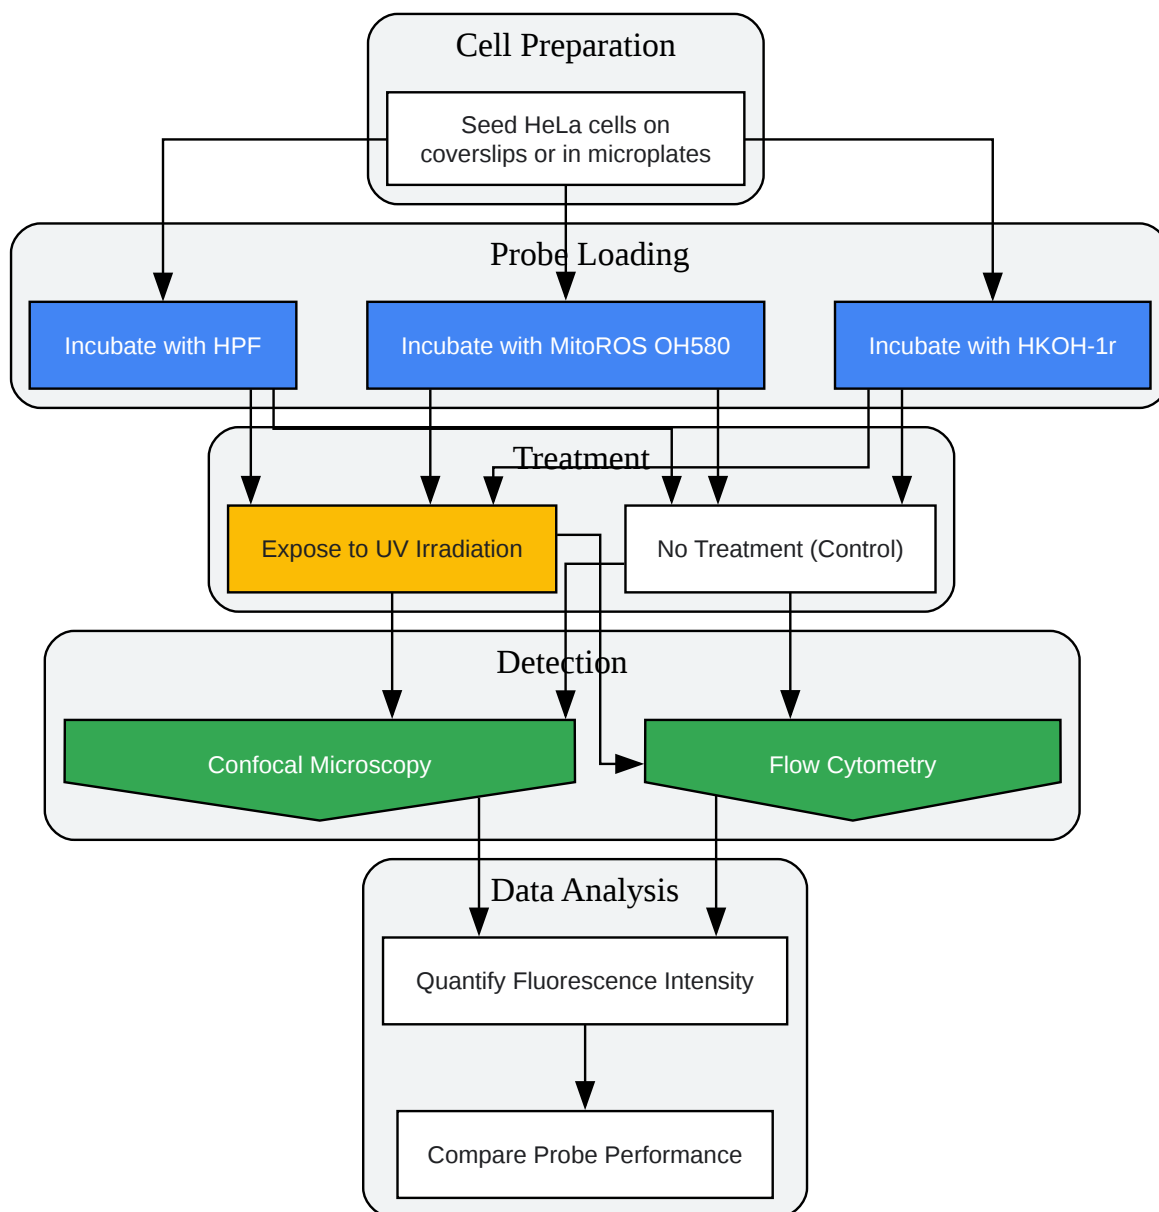 Cell Preparation
Seed HeLa cells on
coverslips or in microplates
Probe Loading
Incubate with HPF
Incubate with MitoROS OH580
Incubate with HKOH-1r
Treatment
Expose to UV Irradiation
No Treatment (Control)
Detection
Confocal Microscopy
Flow Cytometry
Data Analysis
Quantify Fluorescence Intensity
Compare Probe Performance